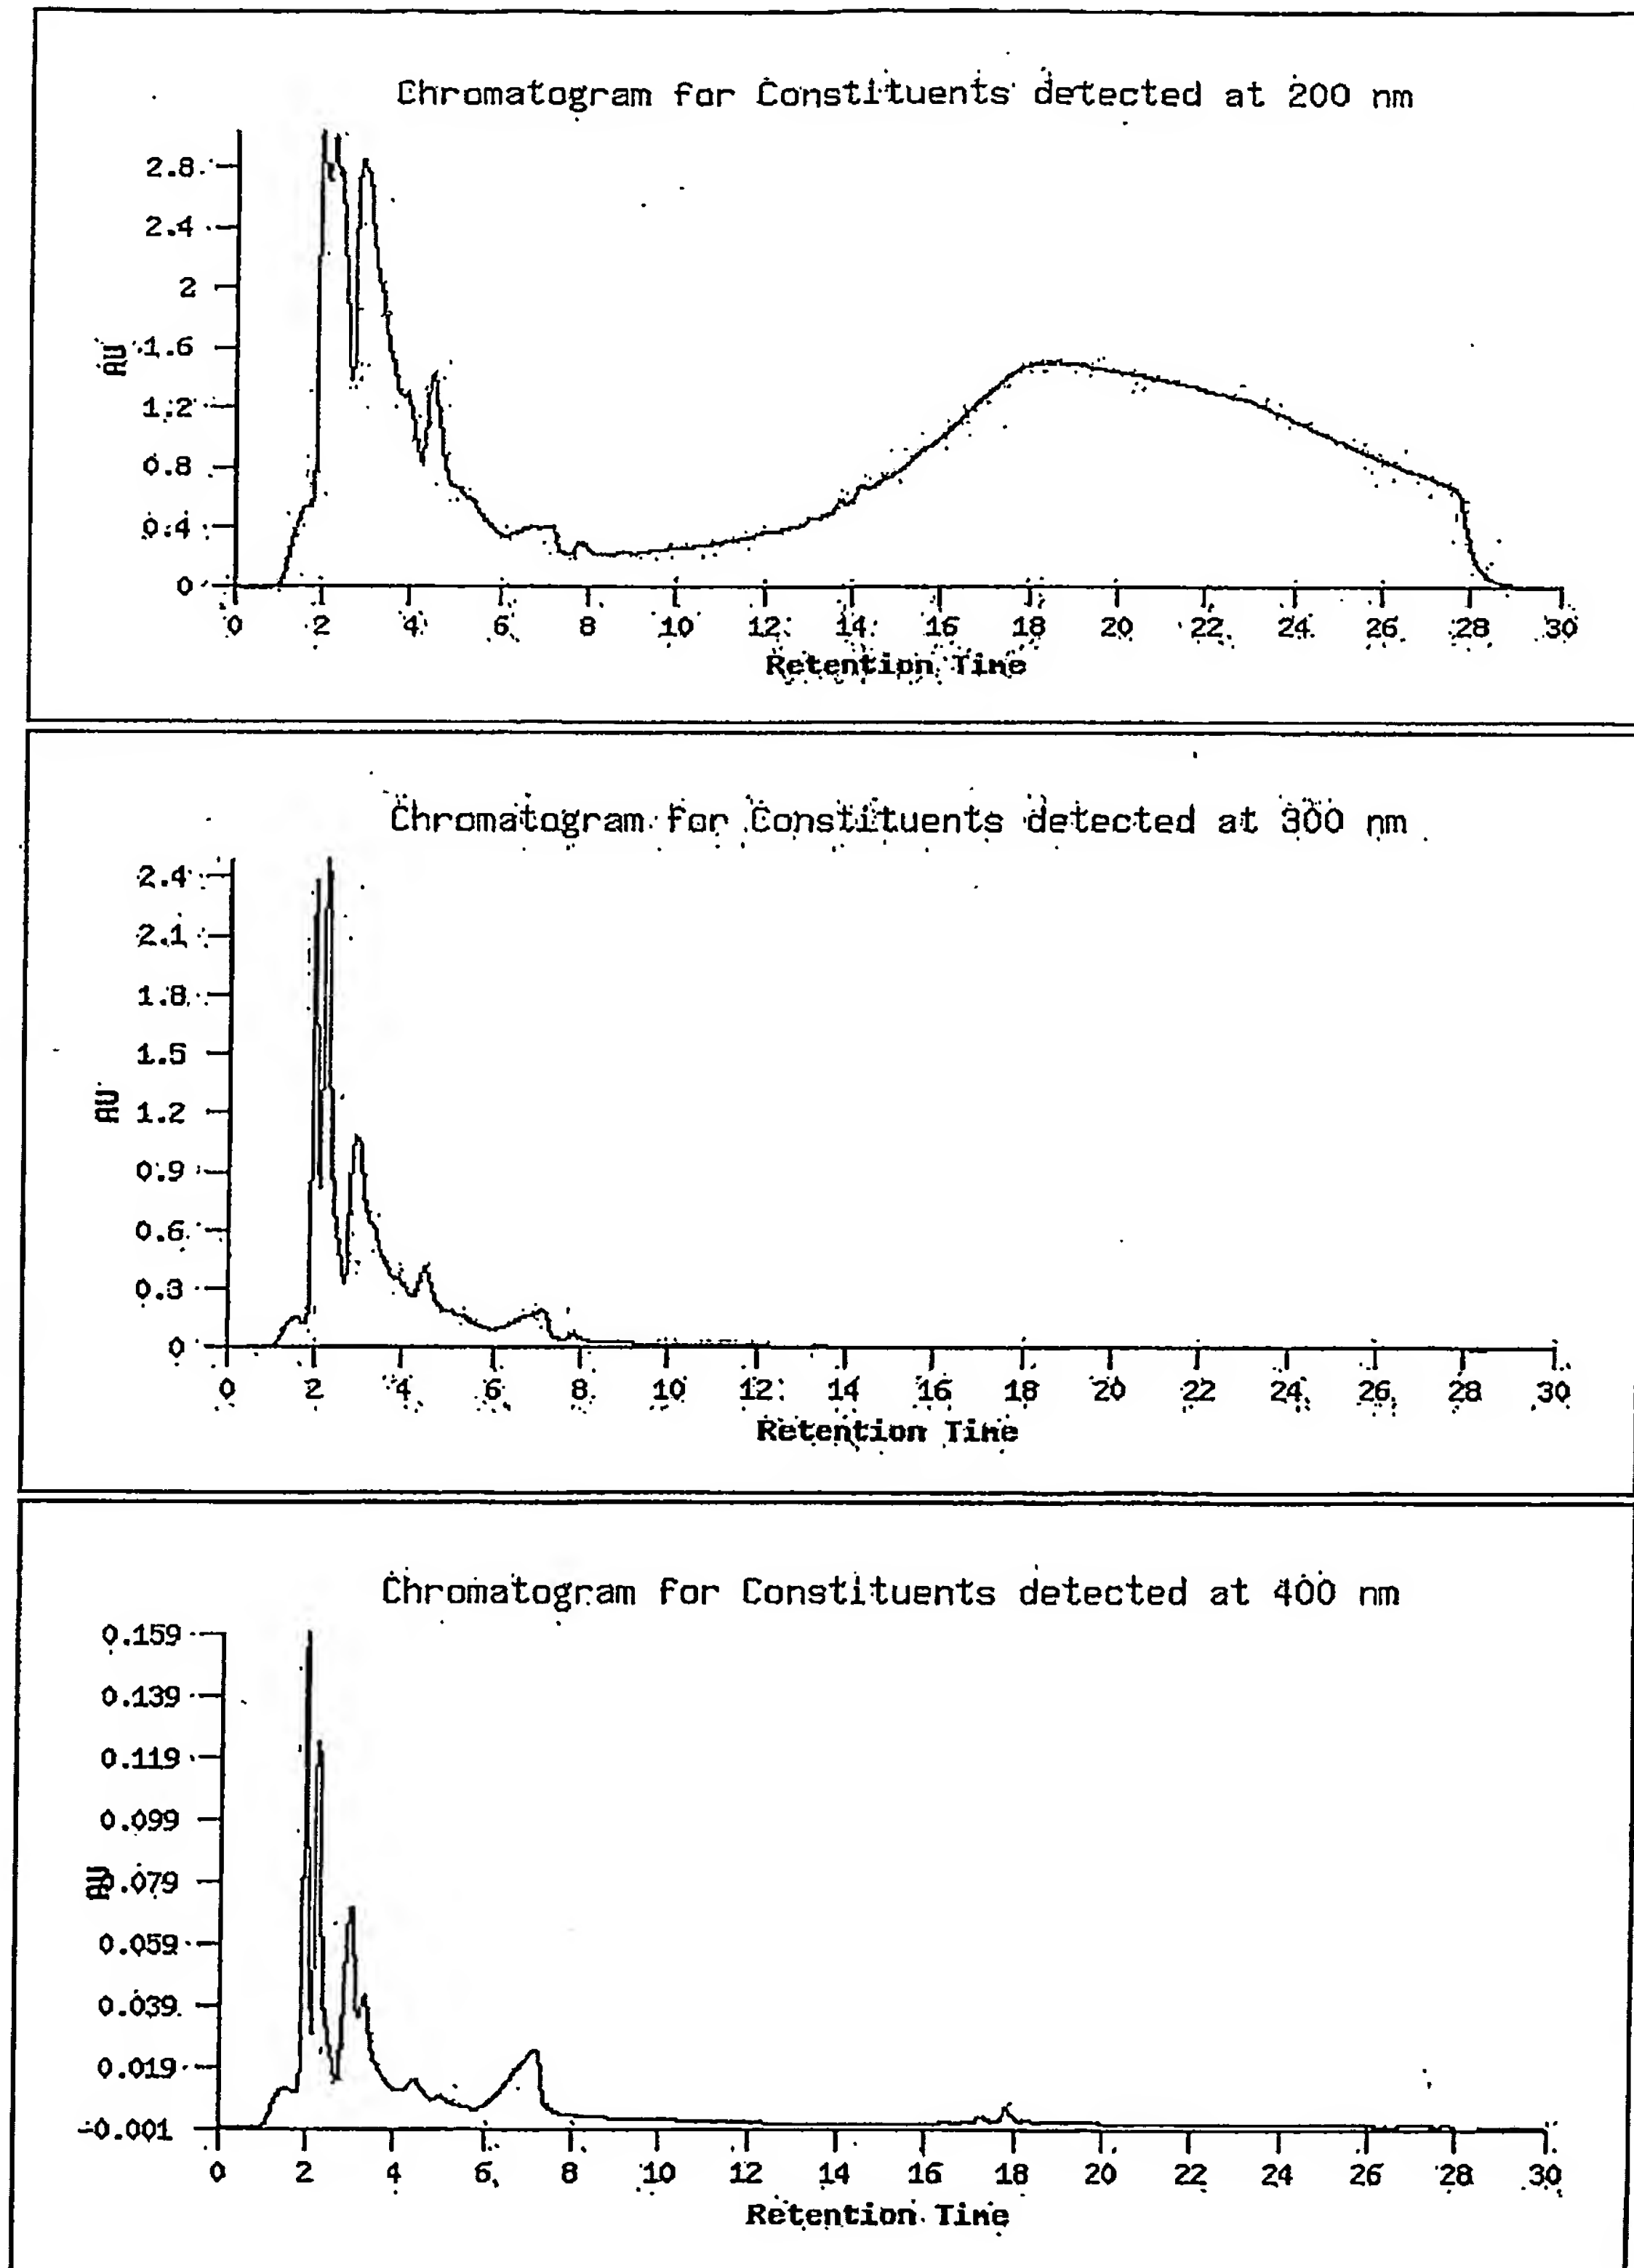 Chromatogram for Constituents detected at 200 nm
2.8
2.4
2
AU
1.6
1.2
0.8
0.4
0
0 2 4 6 8 10 12 14 16 18 20 22 24 26 28 30
Retention Time
Chromatogram for Constituents detected at 300 nm
2.4
2.1
1.8
1.5
AU
1.2
0.9
0.6
0.3
0
0 2 4 6 8 10 12 14 16 18 20 22 24 26 28 30
Retention Time
Chromatogram for Constituents detected at 400 nm
0.159
0.139
0.119
0.099
AU
0.079
0.059
0.039
0.019
-0.001
0 2 4 6 8 10 12 14 16 18 20 22 24 26 28 30
Retention Time